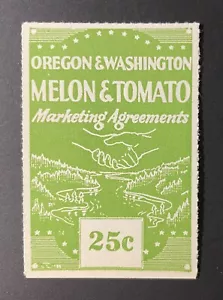 OREGON & WASHINGTON
MELON & TOMATO
Marketing Agreements
25c